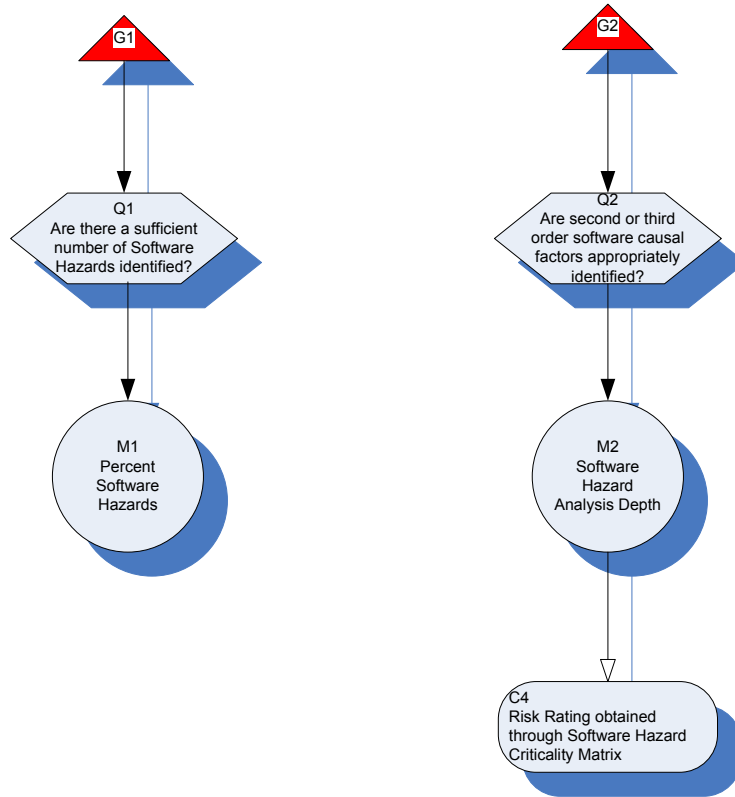 G1
Q1
Are there a sufficient
number of Software
Hazards identified?
M1
Percent
Software
Hazards
G2
Q2
Are second or third
order software causal
factors appropriately
identified?
M2
Software
Hazard
Analysis Depth
C4
Risk Rating obtained
through Software Hazard
Criticality Matrix